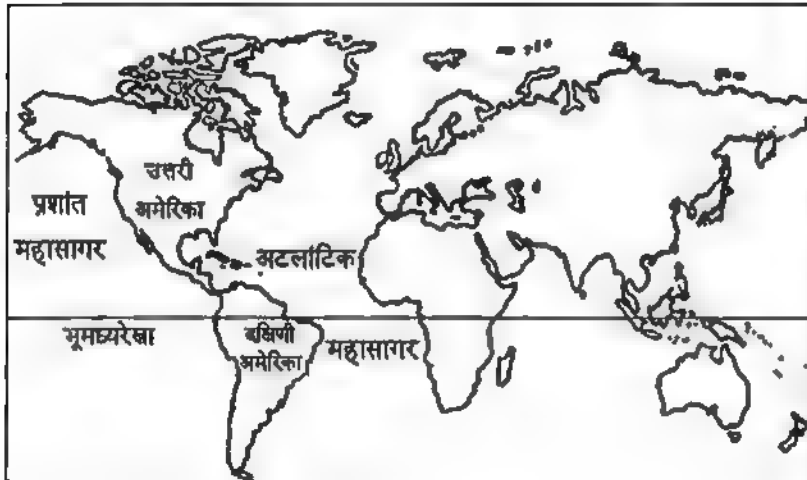 उत्तरी
अमेरिका
प्रशांत
महासागर
अटलांटिक
महासागर
भूमध्यरेखा
दक्षिणी
अमेरिका